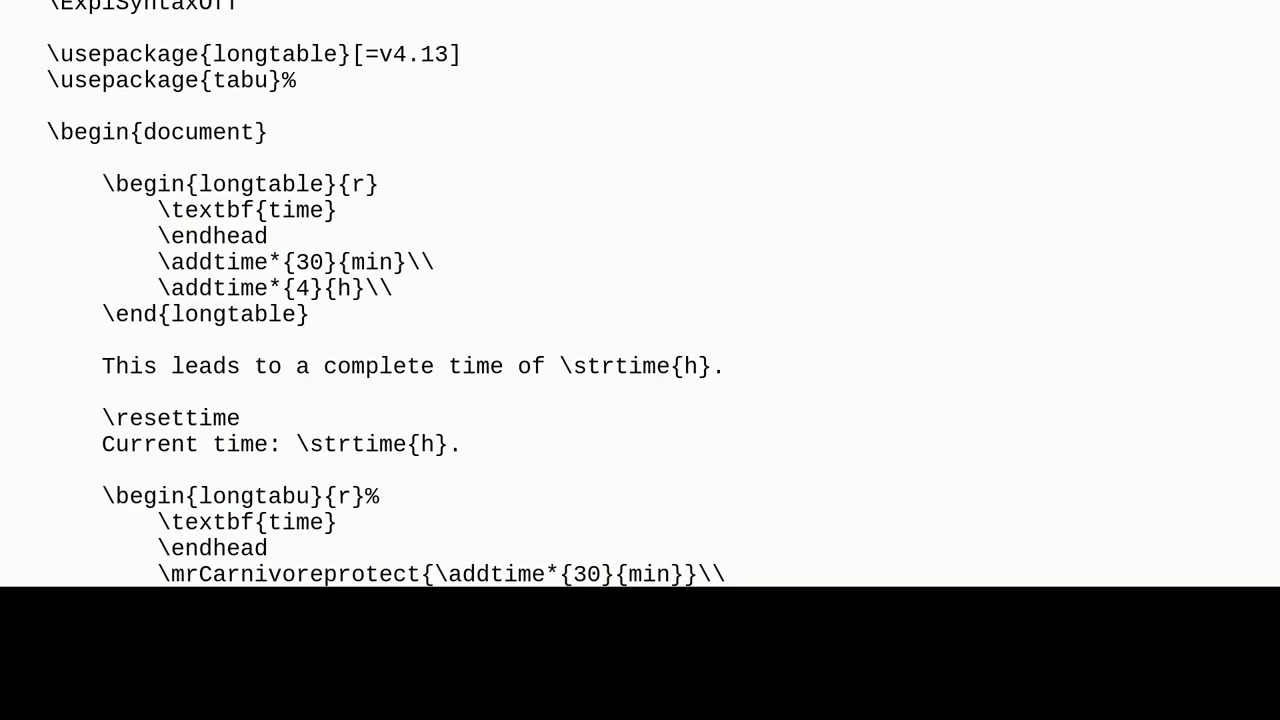 \ExplSyntaxOff
\usepackage{longtable}[=v4.13]
\usepackage{tabu}%
\begin{document}
\begin{longtable}{r}
\textbf{time}
\endhead
\addtime*{30}{min}\\
\addtime*{4}{h}\\
\end{longtable}
This leads to a complete time of \strtime{h}.
\resettime
Current time: \strtime{h}.
\begin{longtabu}{r}%
\textbf{time}
\endhead
\mrCarnivoreprotect{\addtime*{30}{min}}\\